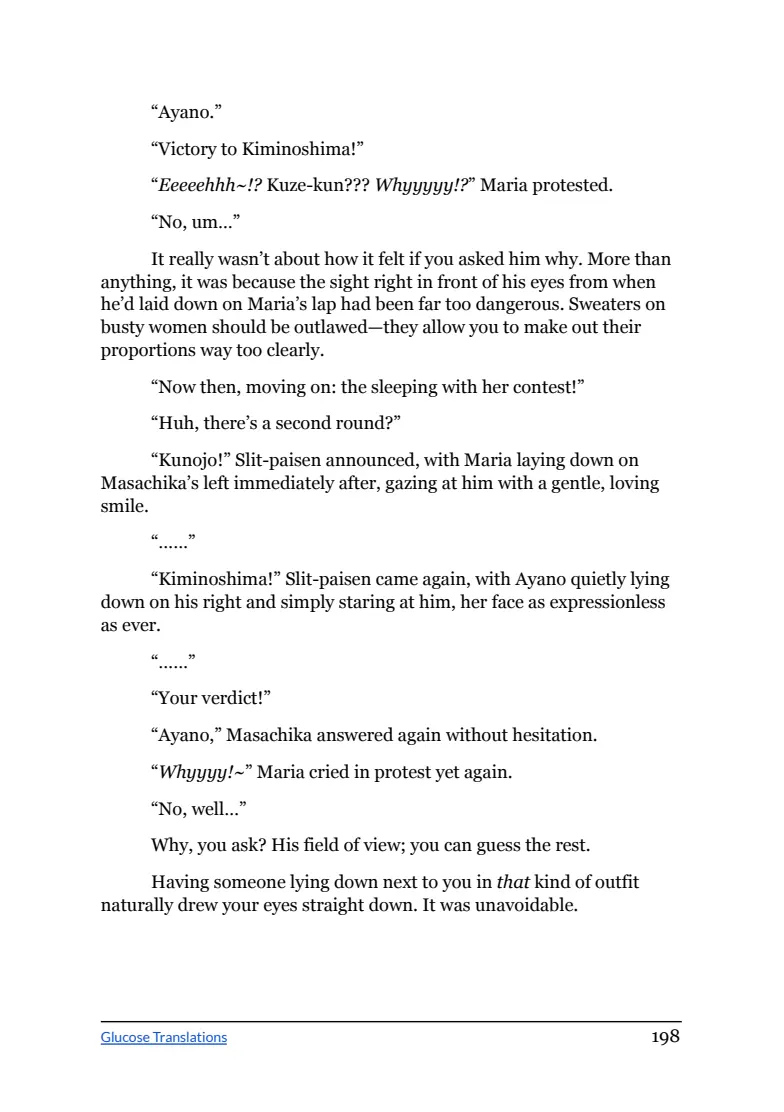 “Ayano.”
“Victory to Kiminoshima!”
“Eeeeehhh~!? Kuze-kun??? Whyyyyy!?” Maria protested.
“No, um…”
It really wasn’t about how it felt if you asked him why. More than
anything, it was because the sight right in front of his eyes from when
he’d laid down on Maria’s lap had been far too dangerous. Sweaters on
busty women should be outlawed—they allow you to make out their
proportions way too clearly.
“Now then, moving on: the sleeping with her contest!”
“Huh, there’s a second round?”
“Kunojo!” Slit-paisen announced, with Maria laying down on
Masachika’s left immediately after, gazing at him with a gentle, loving
smile.
“……”
“Kiminoshima!” Slit-paisen came again, with Ayano quietly lying
down on his right and simply staring at him, her face as expressionless
as ever.
“……”
“Your verdict!”
“Ayano,” Masachika answered again without hesitation.
“Whyyyy!~” Maria cried in protest yet again.
“No, well…”
Why, you ask? His field of view; you can guess the rest.
Having someone lying down next to you in that kind of outfit
naturally drew your eyes straight down. It was unavoidable.
Glucose Translations 198